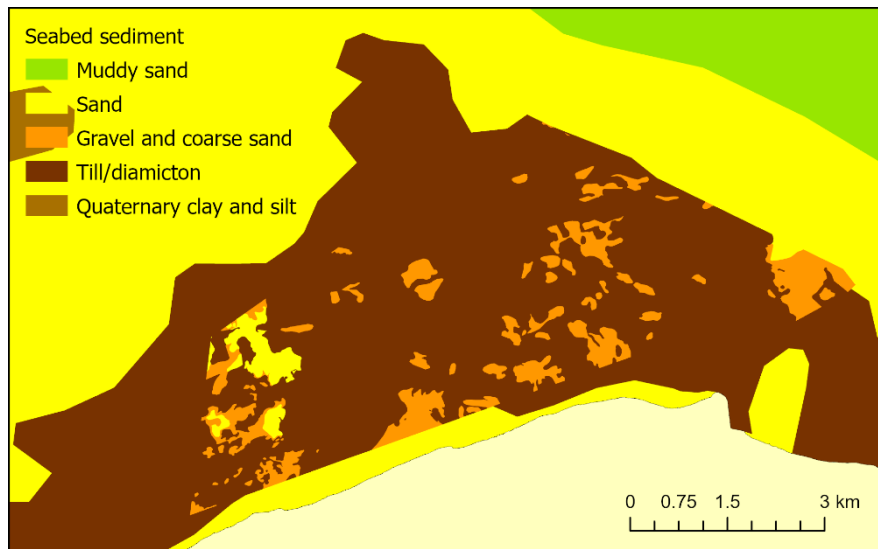 Seabed sediment
Muddy sand
Sand
Gravel and coarse sand
Till/diamicton
Quaternary clay and silt
0 0.75 1.5 3 km